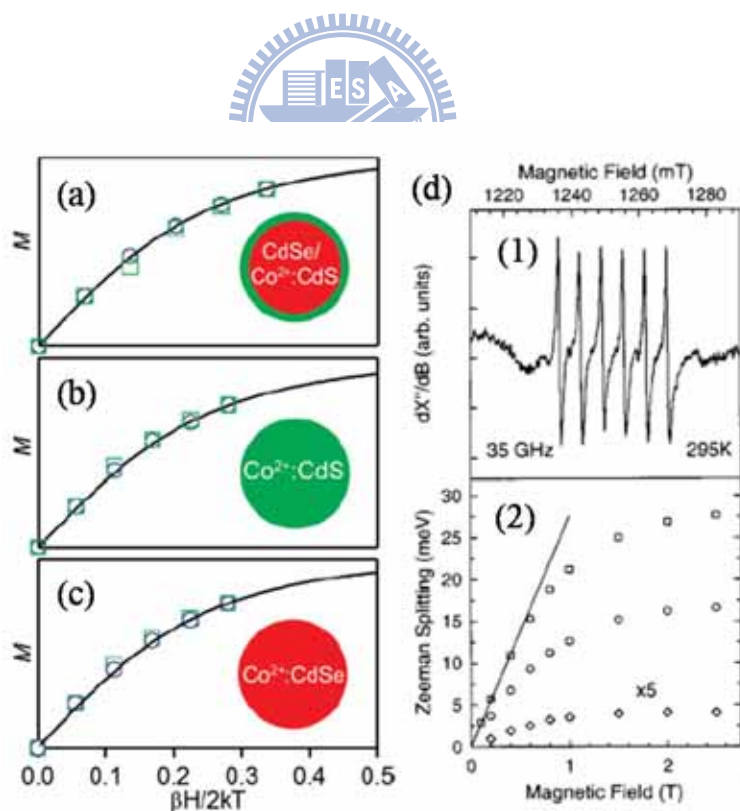 ESA
(a)
M
CdSe/
Co²⁺:CdS
(b)
M
Co²⁺:CdS
(c)
M
Co²⁺:CdSe
0.0 0.1 0.2 0.3 0.4 0.5
βH/2kT
(d)
Magnetic Field (mT)
1220 1240 1260 1280
(1)
dX"/dB (arb. units)
35 GHz 295K
(2)
Zeeman Splitting (meV)
30
25
20
15
10
5
0
x5
0 1 2
Magnetic Field (T)